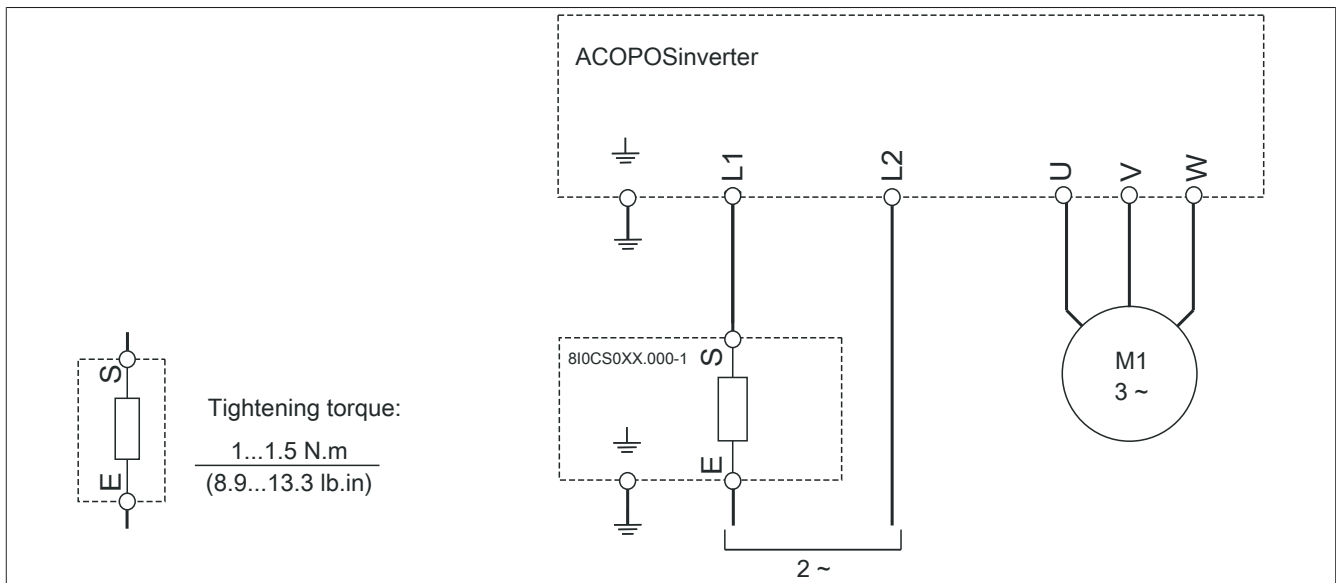 ACOPOSinverter
L1
L2
U
V
W
8I0CS0XX.000-1
S
E
2 ~
M1
3 ~
S
E
Tightening torque:
1...1.5 N.m
(8.9...13.3 lb.in)